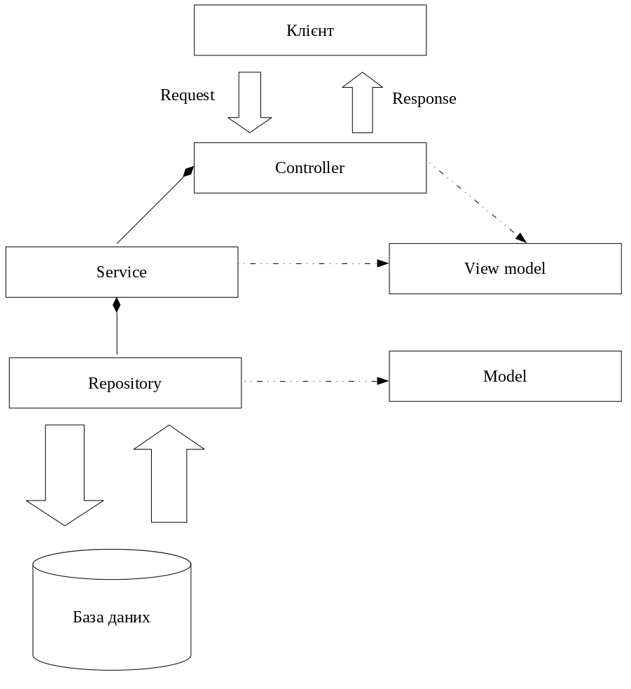 Клієнт
Request
Response
Controller
Service
View model
Repository
Model
База даних